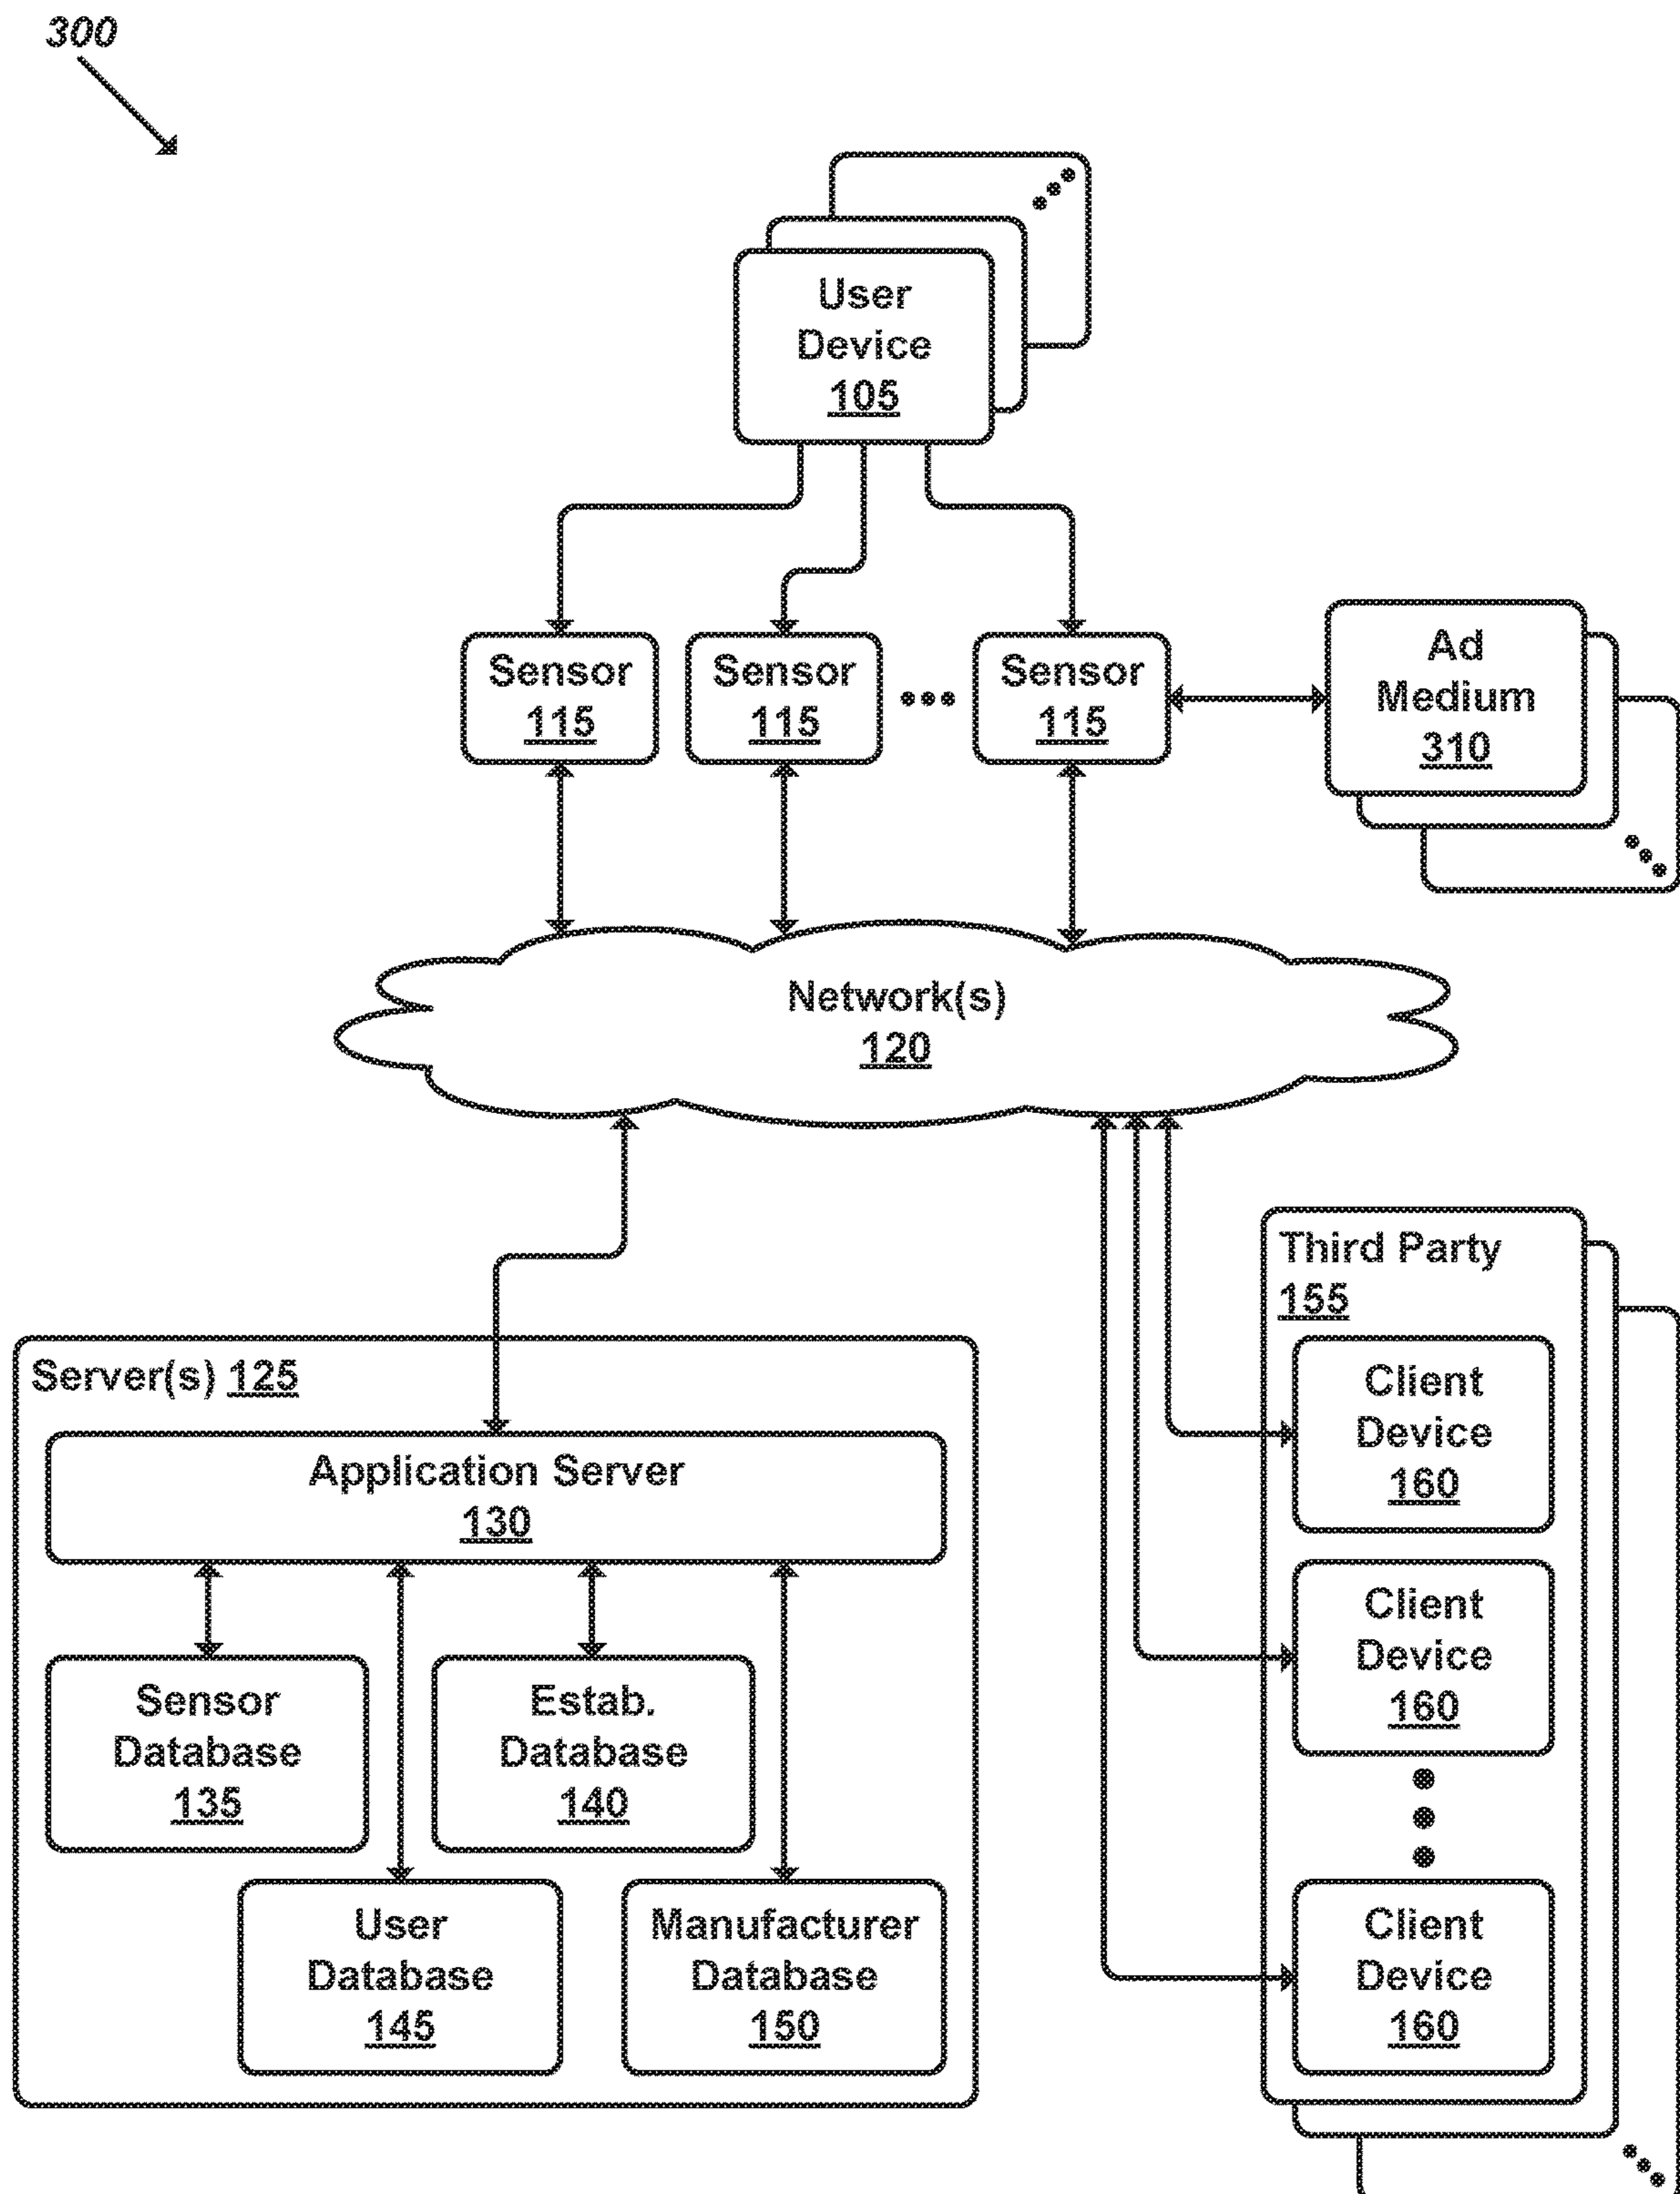 300
User
Device
105
Sensor
115
Sensor
115
Sensor
115
Ad
Medium
310
Network(s)
120
Third Party
155
Client
Device
160
Client
Device
160
Client
Device
160
Server(s) 125
Application Server
130
Sensor
Database
135
Estab.
Database
140
User
Database
145
Manufacturer
Database
150